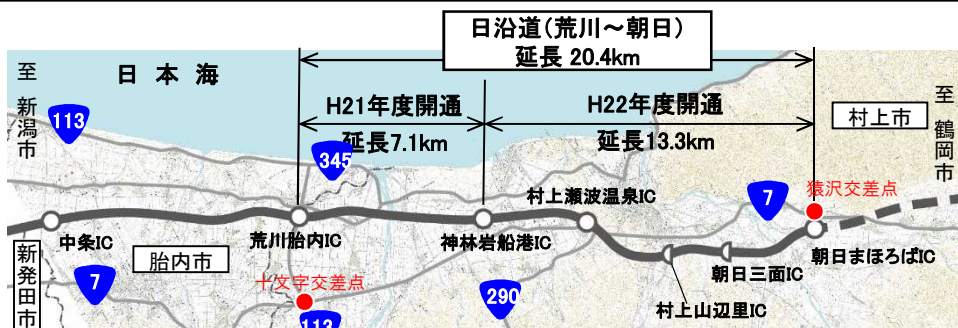 日沿道(荒川～朝日)
延長 20.4km
至 新潟市
日 本 海
H21年度開通
延長7.1km
H22年度開通
延長13.3km
至 鶴岡市
村上市
113
345
7
猿沢交差点
村上瀬波温泉IC
中条IC
荒川胎内IC
神林岩船港IC
朝日三面IC
朝日まほろばIC
村上山辺里IC
新発田市
胎内市
7
十文字交差点
290
113